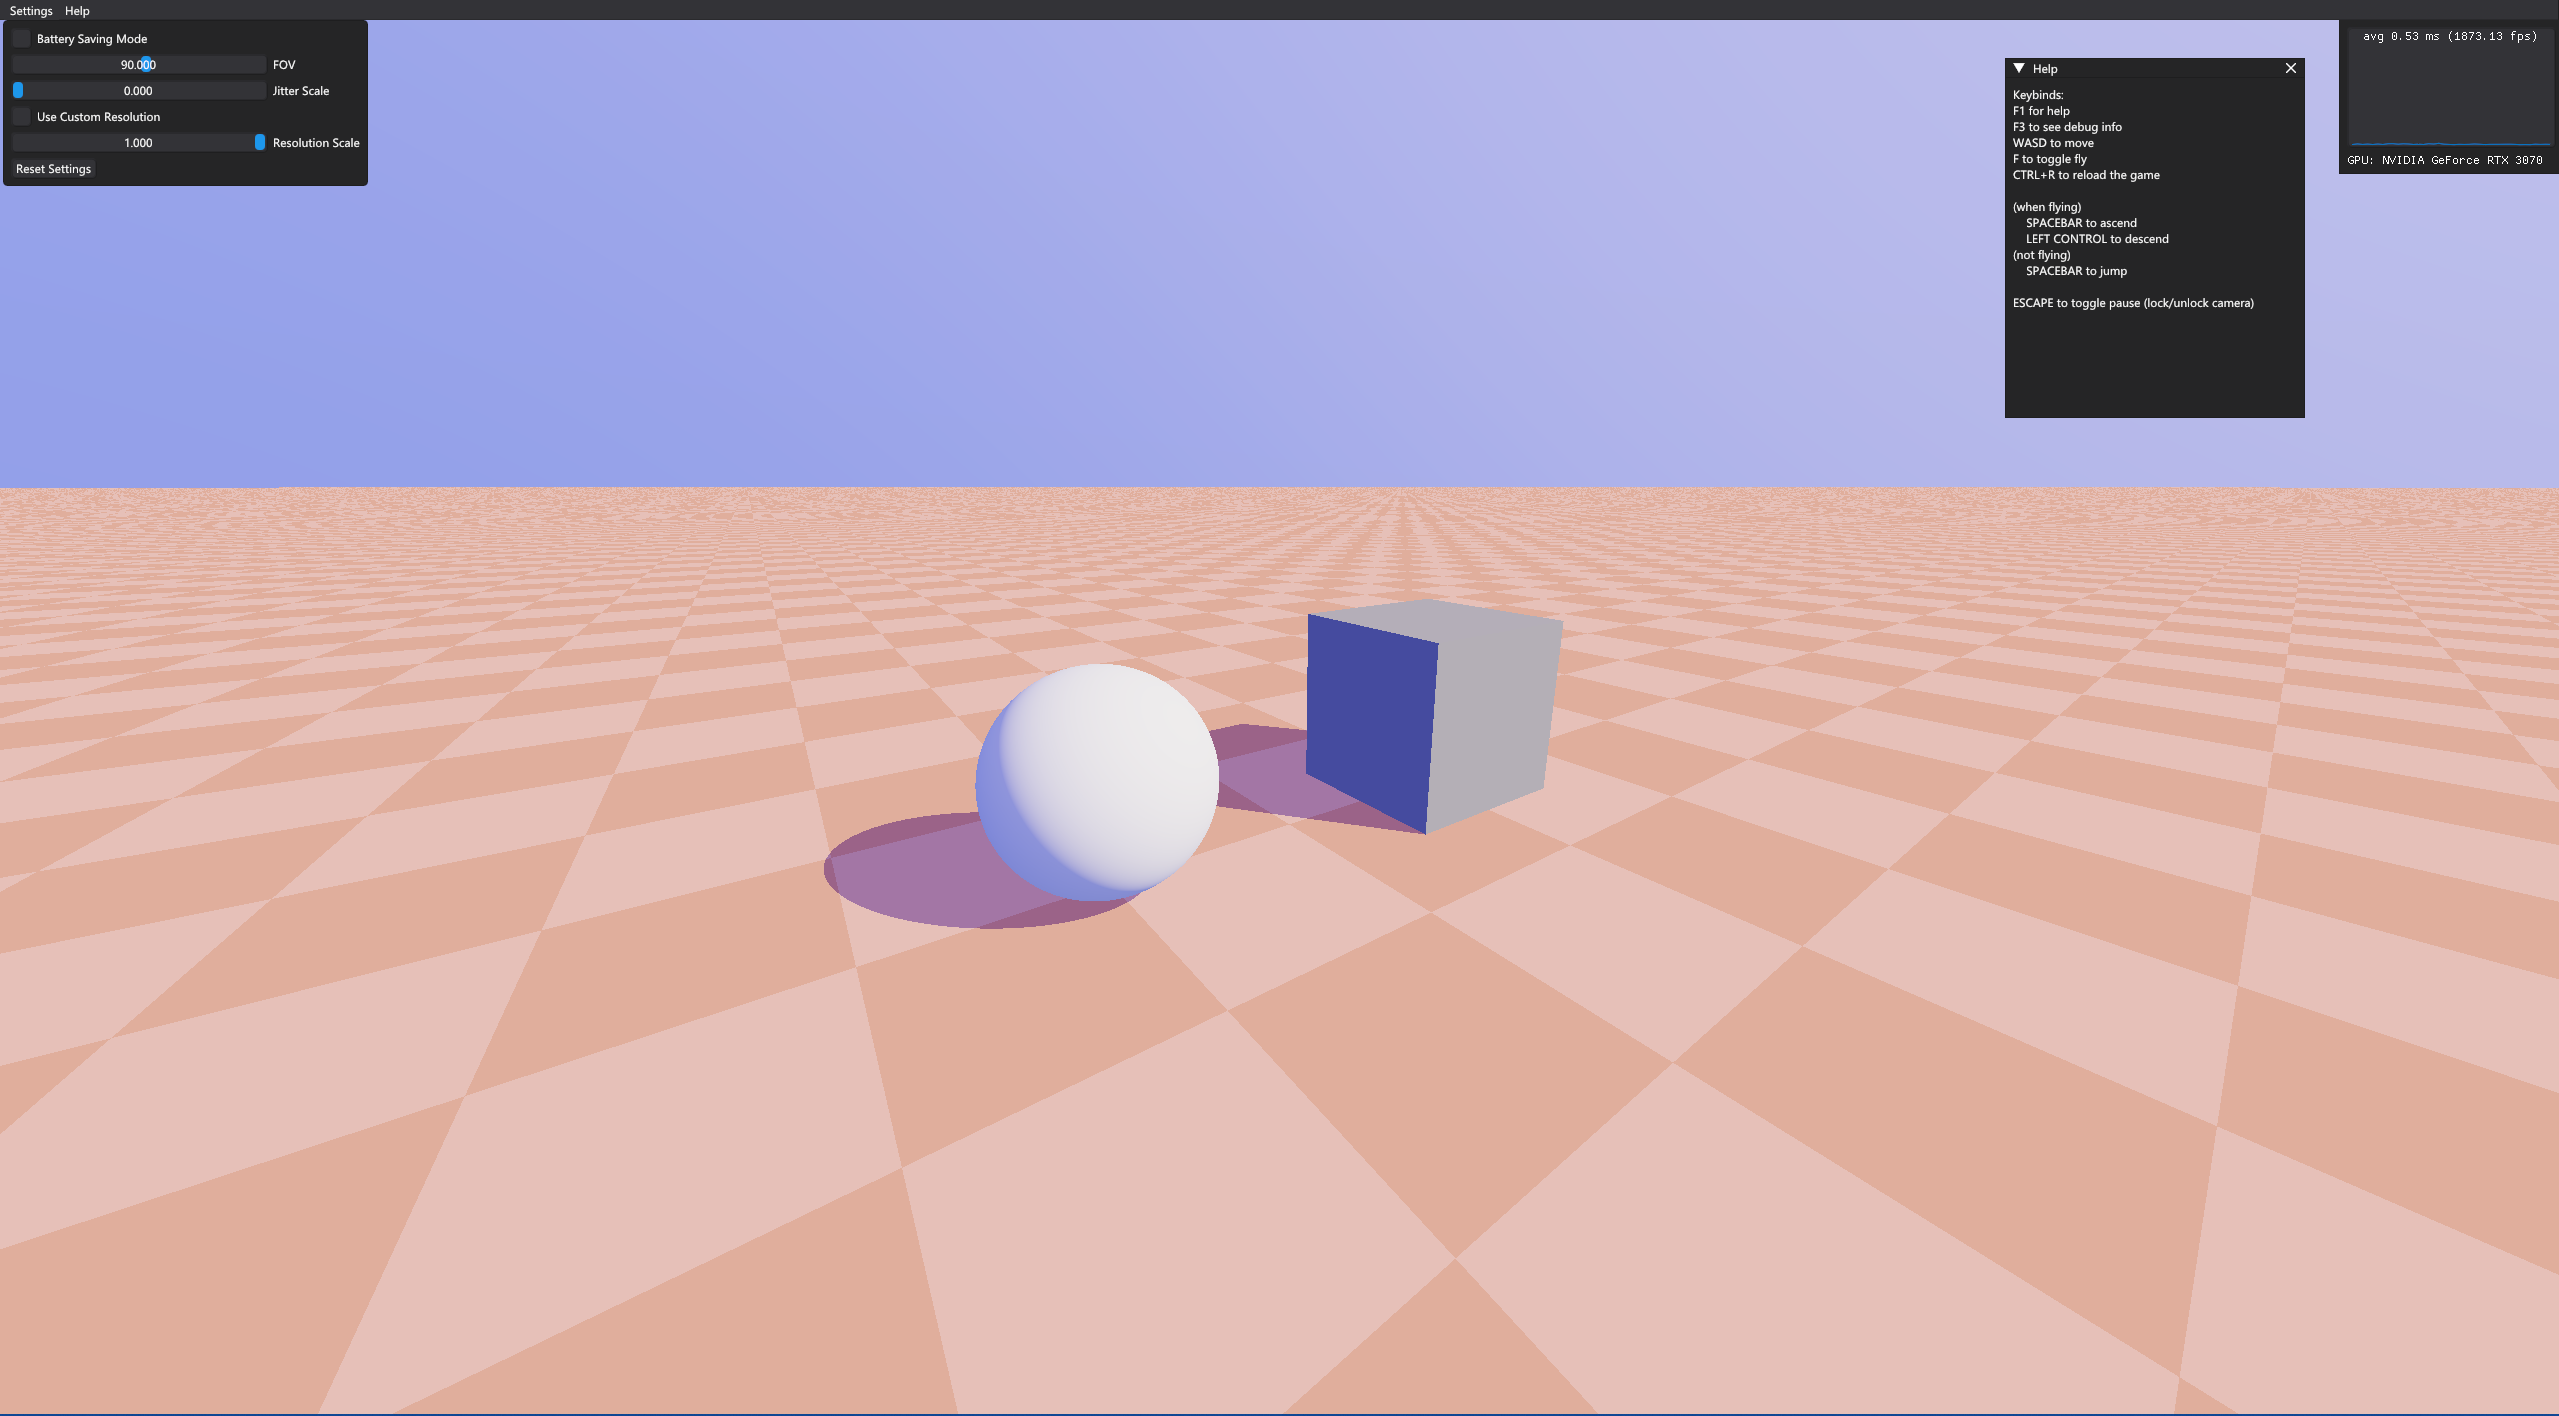 Settings Help
Battery Saving Mode
90.000 FOV
0.000 Jitter Scale
Use Custom Resolution
1.000 Resolution Scale
Reset Settings
Help
Keybinds:
F1 for help
F3 to see debug info
WASD to move
F to toggle fly
CTRL+R to reload the game
(when flying)
SPACEBAR to ascend
LEFT CONTROL to descend
(not flying)
SPACEBAR to jump
ESCAPE to toggle pause (lock/unlock camera)
avg 0.53 ms (1873.13 fps)
GPU: NVIDIA GeForce RTX 3070